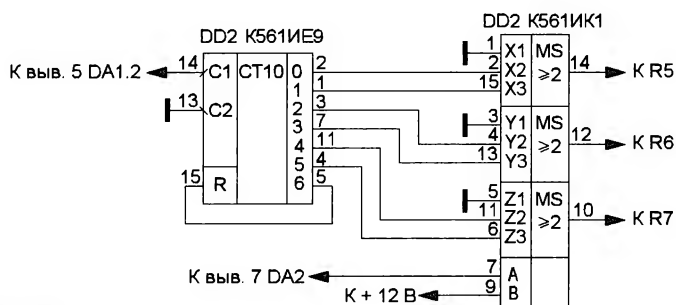 DD2 К561ИК1
DD2 К561ИЕ9
К выв. 5 DA1.2
14 C1 CT10 0 2
13 C2 1 1
2 3
3 7
4 11
5 4
15 R 6 5
1 X1 MS
2 X2 ⩾2 14 К R5
15 X3
3 Y1 MS
4 Y2 ⩾2 12 К R6
13 Y3
5 Z1 MS
11 Z2 ⩾2 10 К R7
6 Z3
К выв. 7 DA2 7 A
К + 12 В 9 B